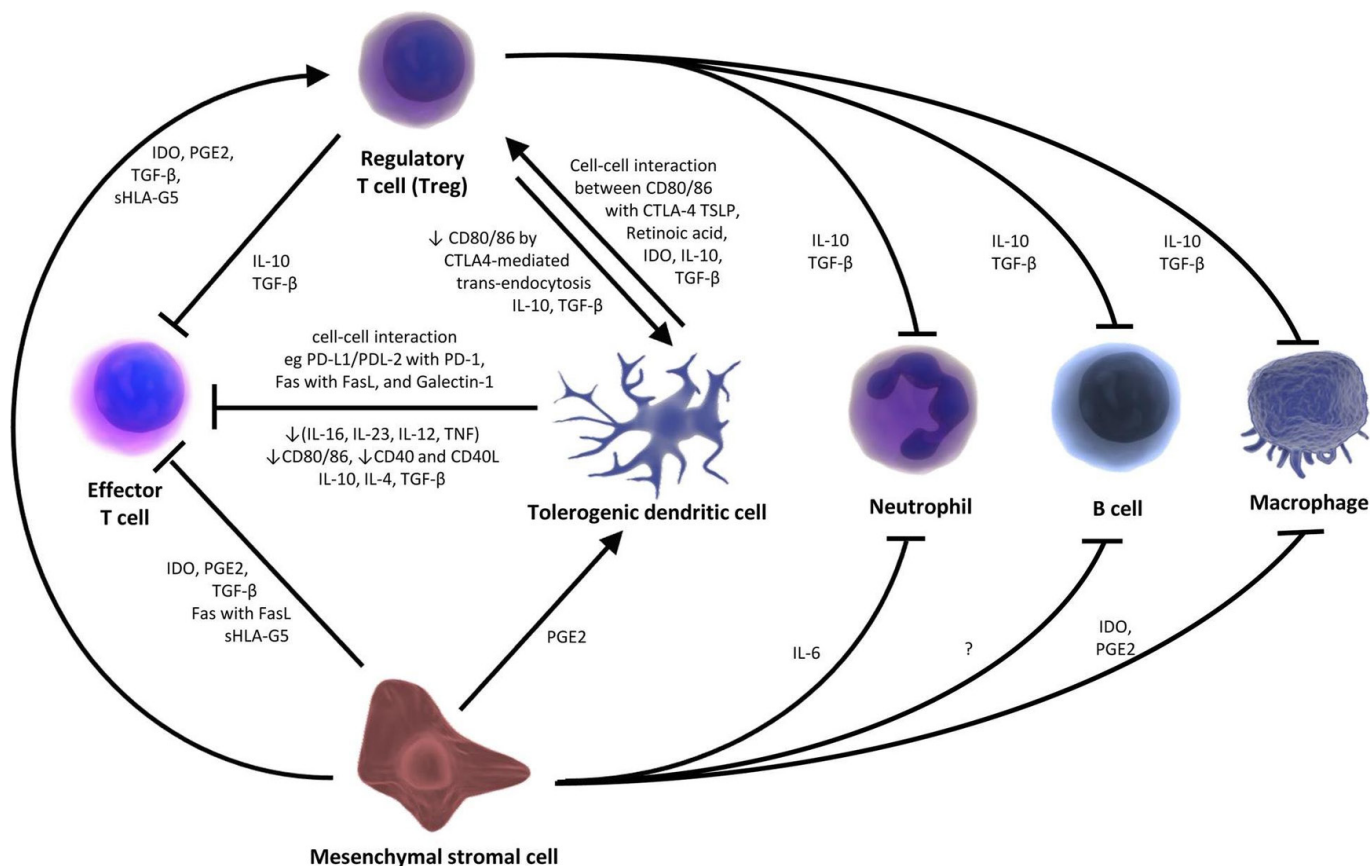 IDO, PGE2,
TGF-β,
sHLA-G5
Regulatory
T cell (Treg)
Cell-cell interaction
between CD80/86
with CTLA-4 TSLP,
Retinoic acid,
IDO, IL-10,
TGF-β
↓ CD80/86 by
CTLA4-mediated
trans-endocytosis
IL-10, TGF-β
IL-10
TGF-β
IL-10
TGF-β
IL-10
TGF-β
IL-10
TGF-β
cell-cell interaction
eg PD-L1/PDL-2 with PD-1,
Fas with FasL, and Galectin-1
↓(IL-16, IL-23, IL-12, TNF)
↓CD80/86, ↓CD40 and CD40L
IL-10, IL-4, TGF-β
Effector
T cell
Tolerogenic dendritic cell
Neutrophil
B cell
Macrophage
IDO, PGE2,
TGF-β
Fas with FasL
sHLA-G5
PGE2
IL-6
?
IDO,
PGE2
Mesenchymal stromal cell